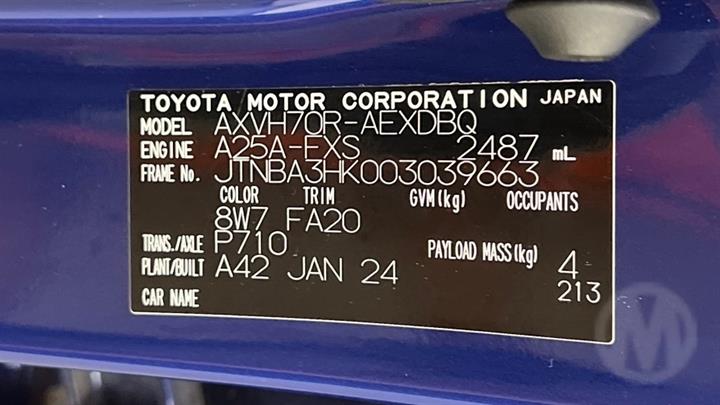 TOYOTA MOTOR CORPORATION JAPAN
MODEL AXVH70R-AEXDBQ
ENGINE A25A-FXS 2487 mL
FRAME No. JTNBA3HK003039663
COLOR TRIM GVM(kg) OCCUPANTS
8W7 FA20
TRANS./AXLE P710 PAYLOAD MASS(kg)
PLANT/BUILT A42 JAN 24 4
CAR NAME 213
M